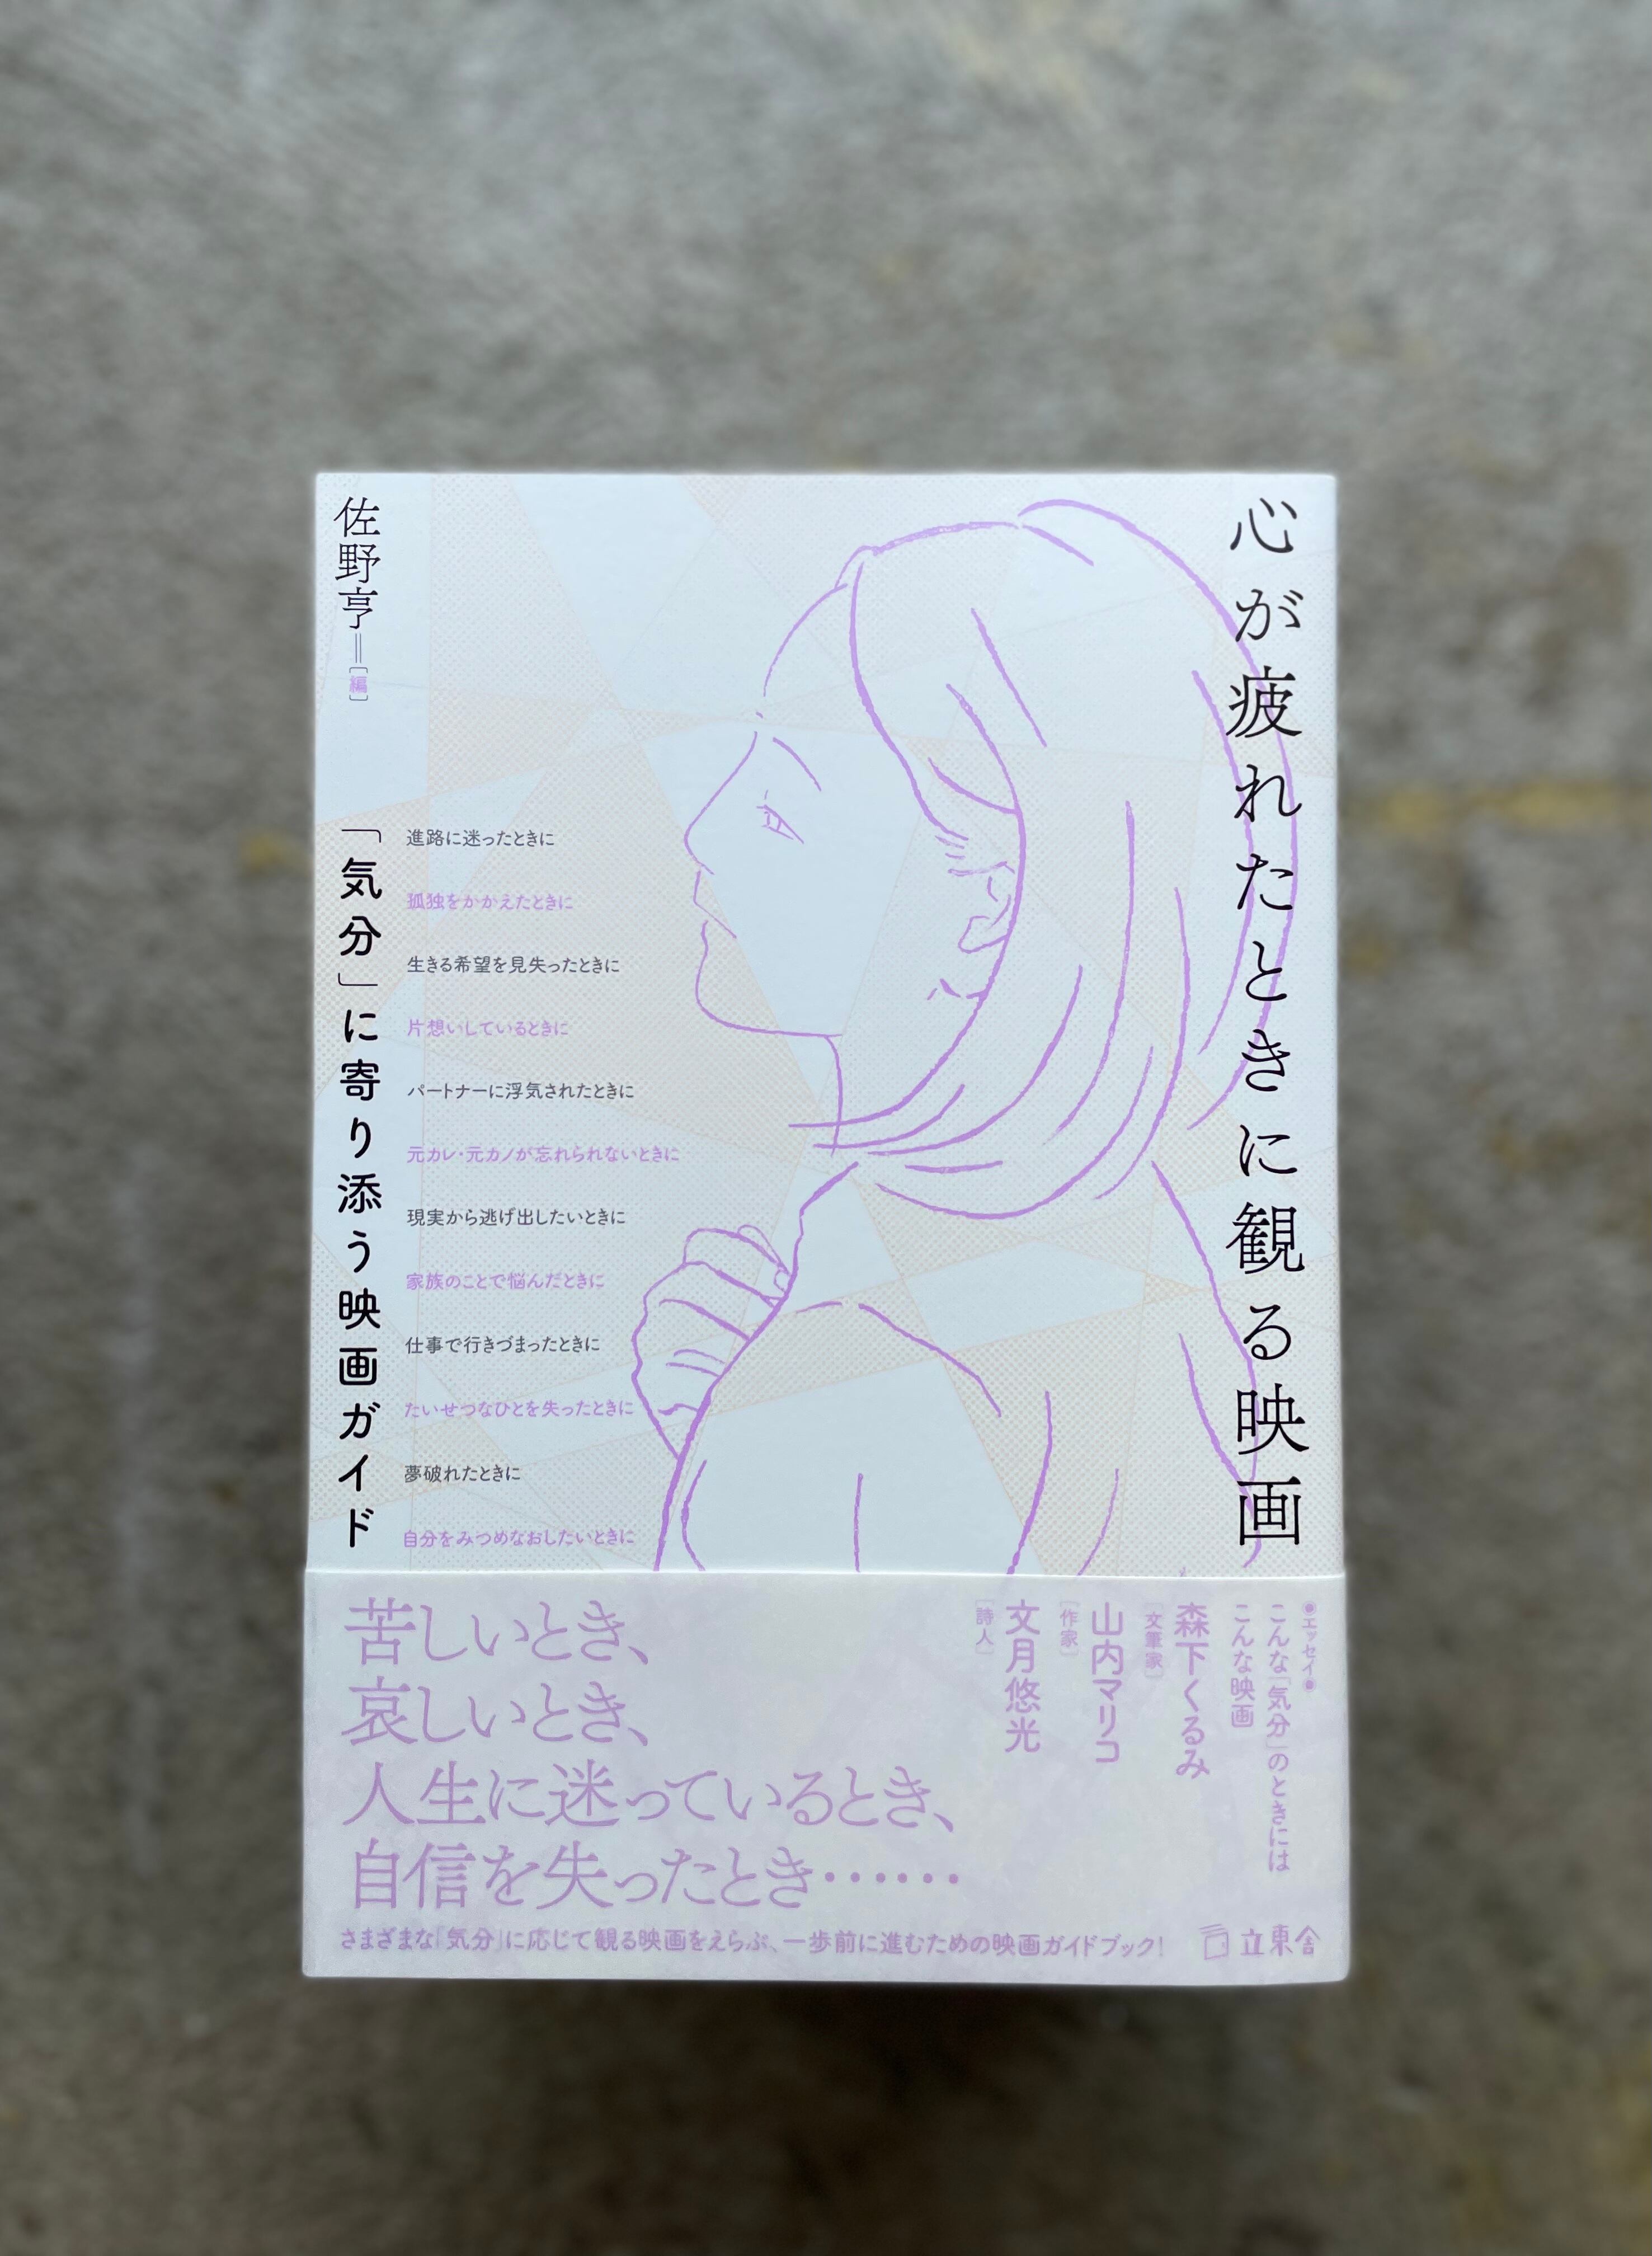 心が疲れたときに観る映画
佐野亨＝［編］
「気分」に寄り添う映画ガイド
進路に迷ったときに
孤独をかかえたときに
生きる希望を見失ったときに
片想いしているときに
パートナーに浮気されたときに
元カレ・元カノが忘れられないときに
現実から逃げ出したいときに
家族のことで悩んだときに
仕事で行きづまったときに
たいせつなひとを失ったときに
夢破れたときに
自分をみつめなおしたいときに
●エッセイ●
こんな「気分」のときには
こんな映画
森下くるみ
［文筆家］
山内マリコ
［作家］
文月悠光
［詩人］
苦しいとき、
哀しいとき、
人生に迷っているとき、
自信を失ったとき……
さまざまな「気分」に応じて観る映画をえらぶ、一歩前に進むための映画ガイドブック！
立東舎